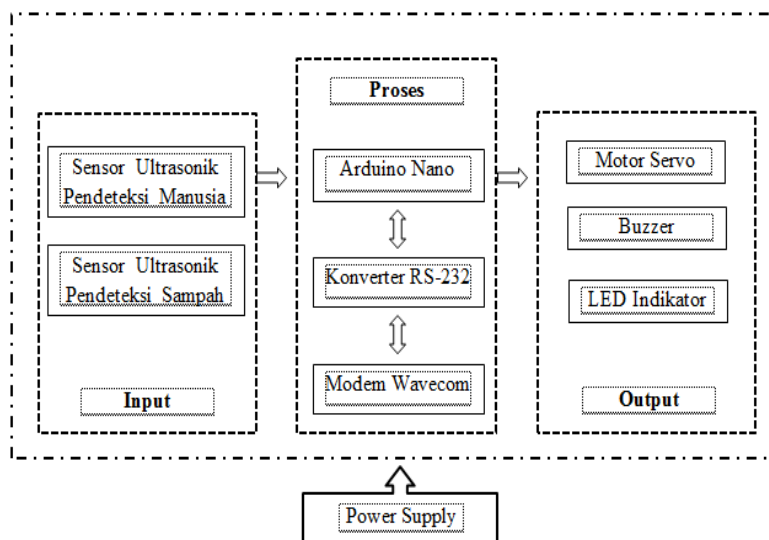 Sensor Ultrasonik
Pendeteksi Manusia
Sensor Ultrasonik
Pendeteksi Sampah
Input
Proses
Arduino Nano
Konverter RS-232
Modem Wavecom
Motor Servo
Buzzer
LED Indikator
Output
Power Supply